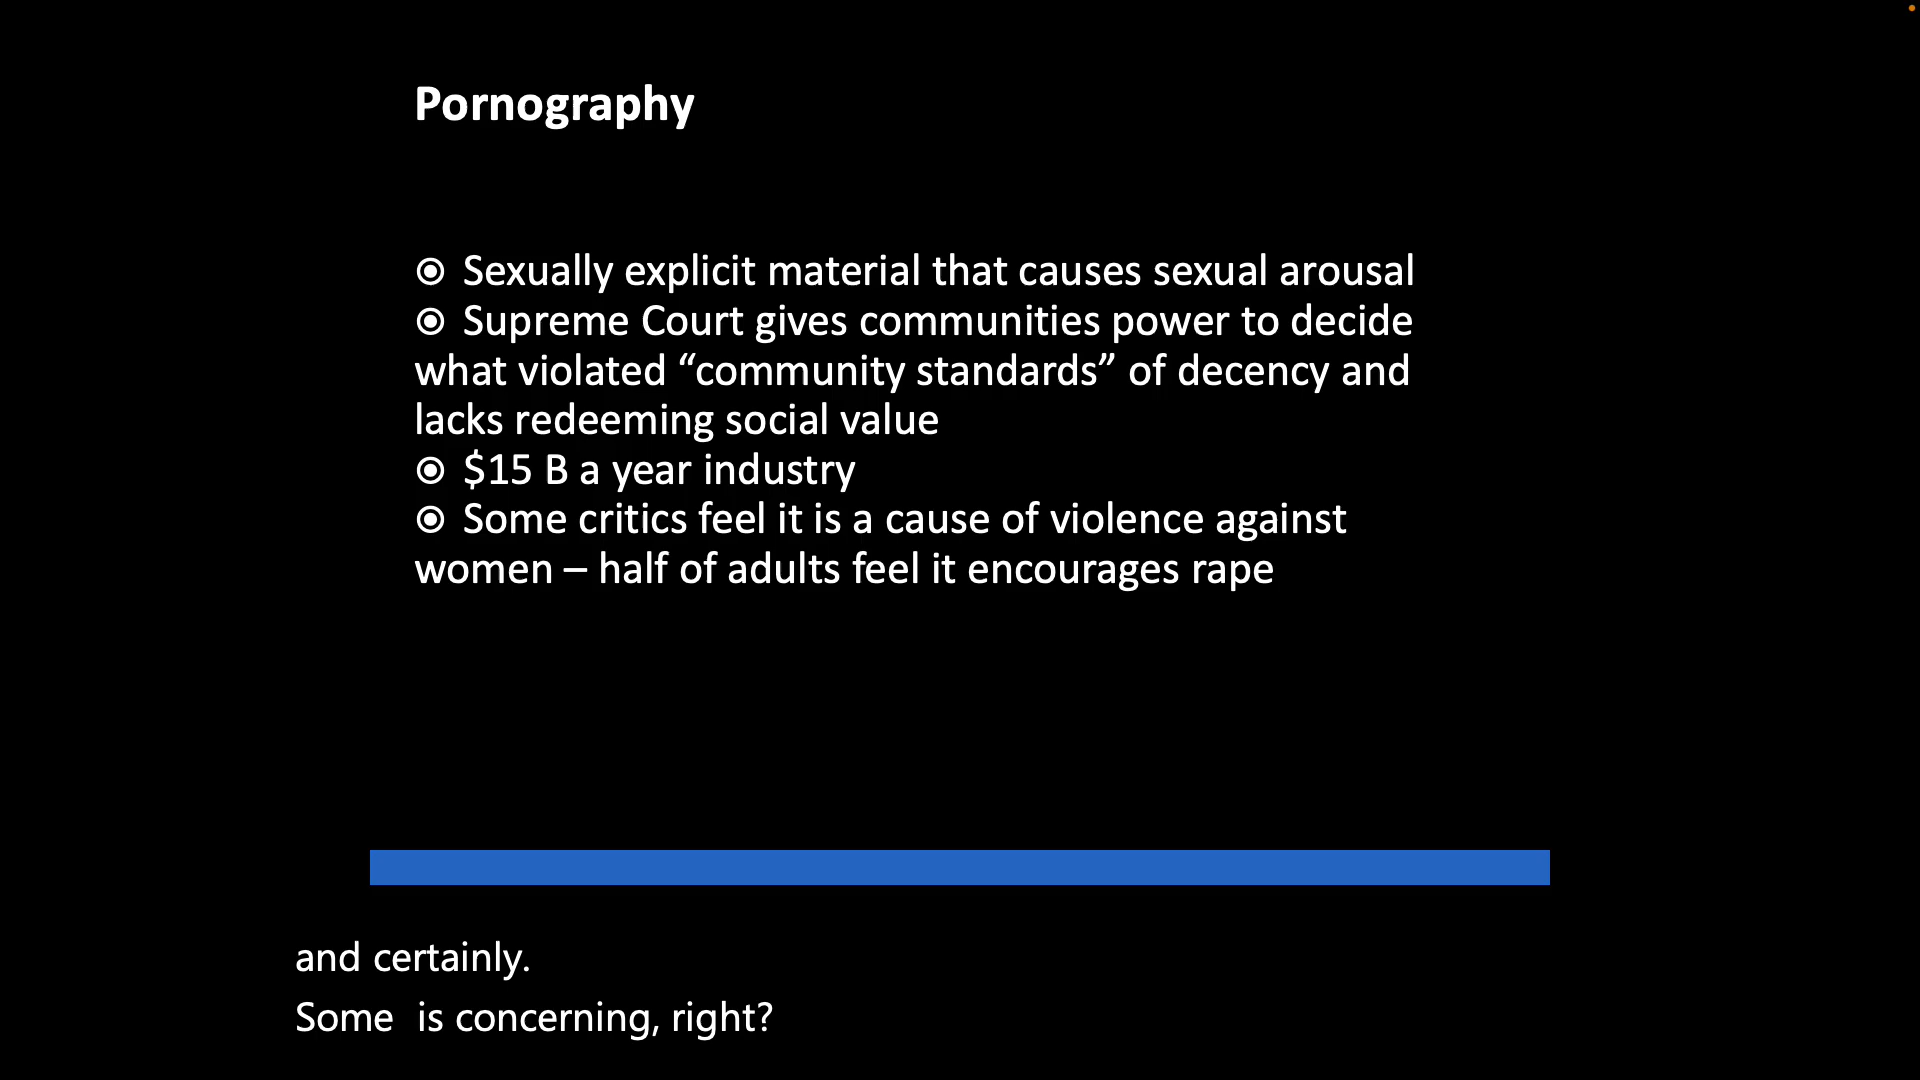 Pornography
◉ Sexually explicit material that causes sexual arousal
◉ Supreme Court gives communities power to decide
what violated “community standards” of decency and
lacks redeeming social value
◉ $15 B a year industry
◉ Some critics feel it is a cause of violence against
women – half of adults feel it encourages rape
and certainly.
Some  is concerning, right?